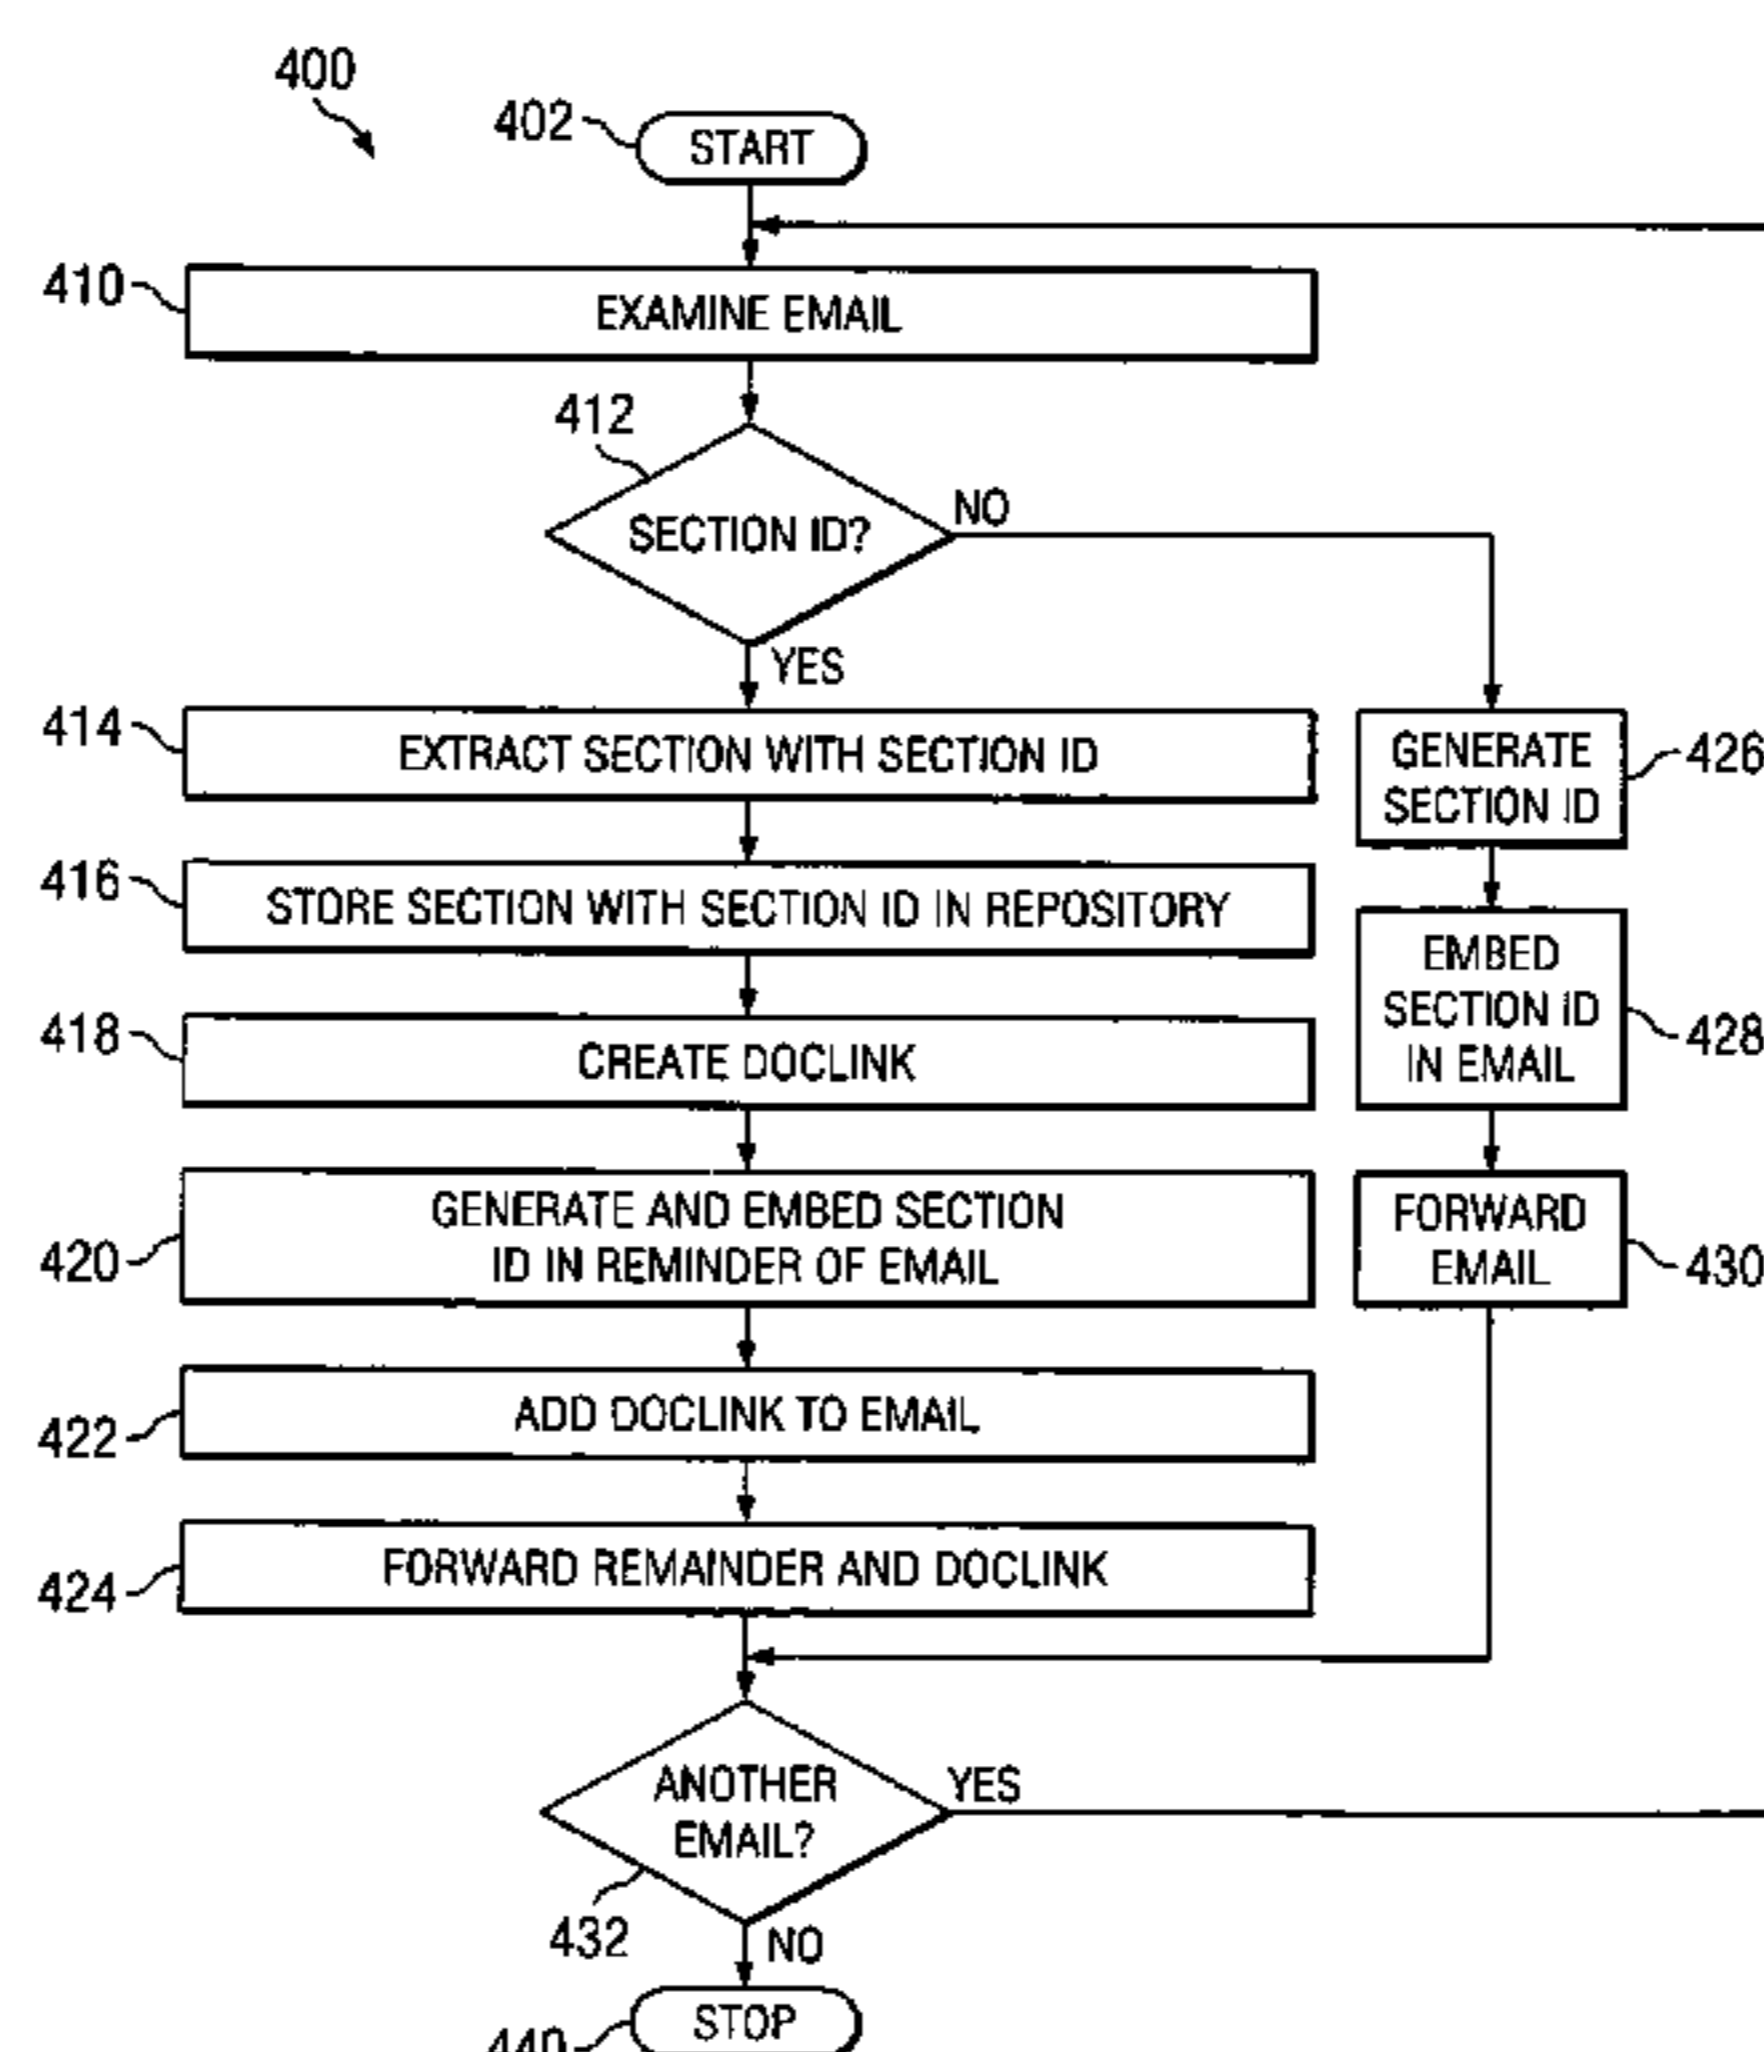 400
402
START
410
EXAMINE EMAIL
412
SECTION ID?
NO
YES
414
EXTRACT SECTION WITH SECTION ID
GENERATE
SECTION ID
426
416
STORE SECTION WITH SECTION ID IN REPOSITORY
EMBED
SECTION ID
IN EMAIL
428
418
CREATE DOCLINK
420
GENERATE AND EMBED SECTION
ID IN REMINDER OF EMAIL
FORWARD
EMAIL
430
422
ADD DOCLINK TO EMAIL
424
FORWARD REMAINDER AND DOCLINK
ANOTHER
EMAIL?
YES
432
NO
STOP
440